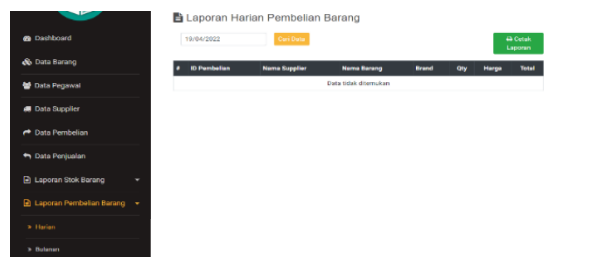 Laporan Harian Pembelian Barang
19/04/2022
Cari Data
Cetak
Laporan
# ID Pembelian Nama Supplier Nama Barang Brand Qty Harga Total
Data tidak ditemukan
Dashboard
Data Barang
Data Pegawai
Data Supplier
Data Pembelian
Data Penjualan
Laporan Stok Barang
Laporan Pembelian Barang
» Harian
» Bulanan